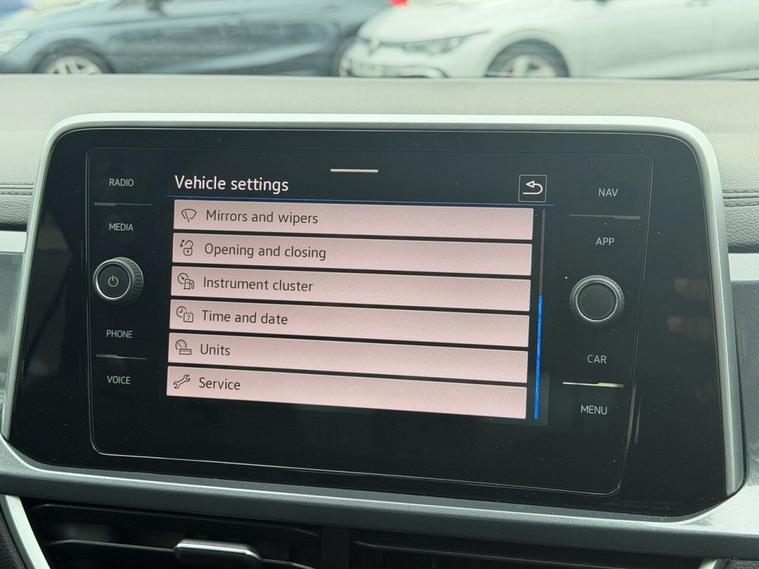 RADIO
MEDIA
PHONE
VOICE
Vehicle settings
Mirrors and wipers
Opening and closing
Instrument cluster
Time and date
7
Units
Service
NAV
APP
CAR
MENU